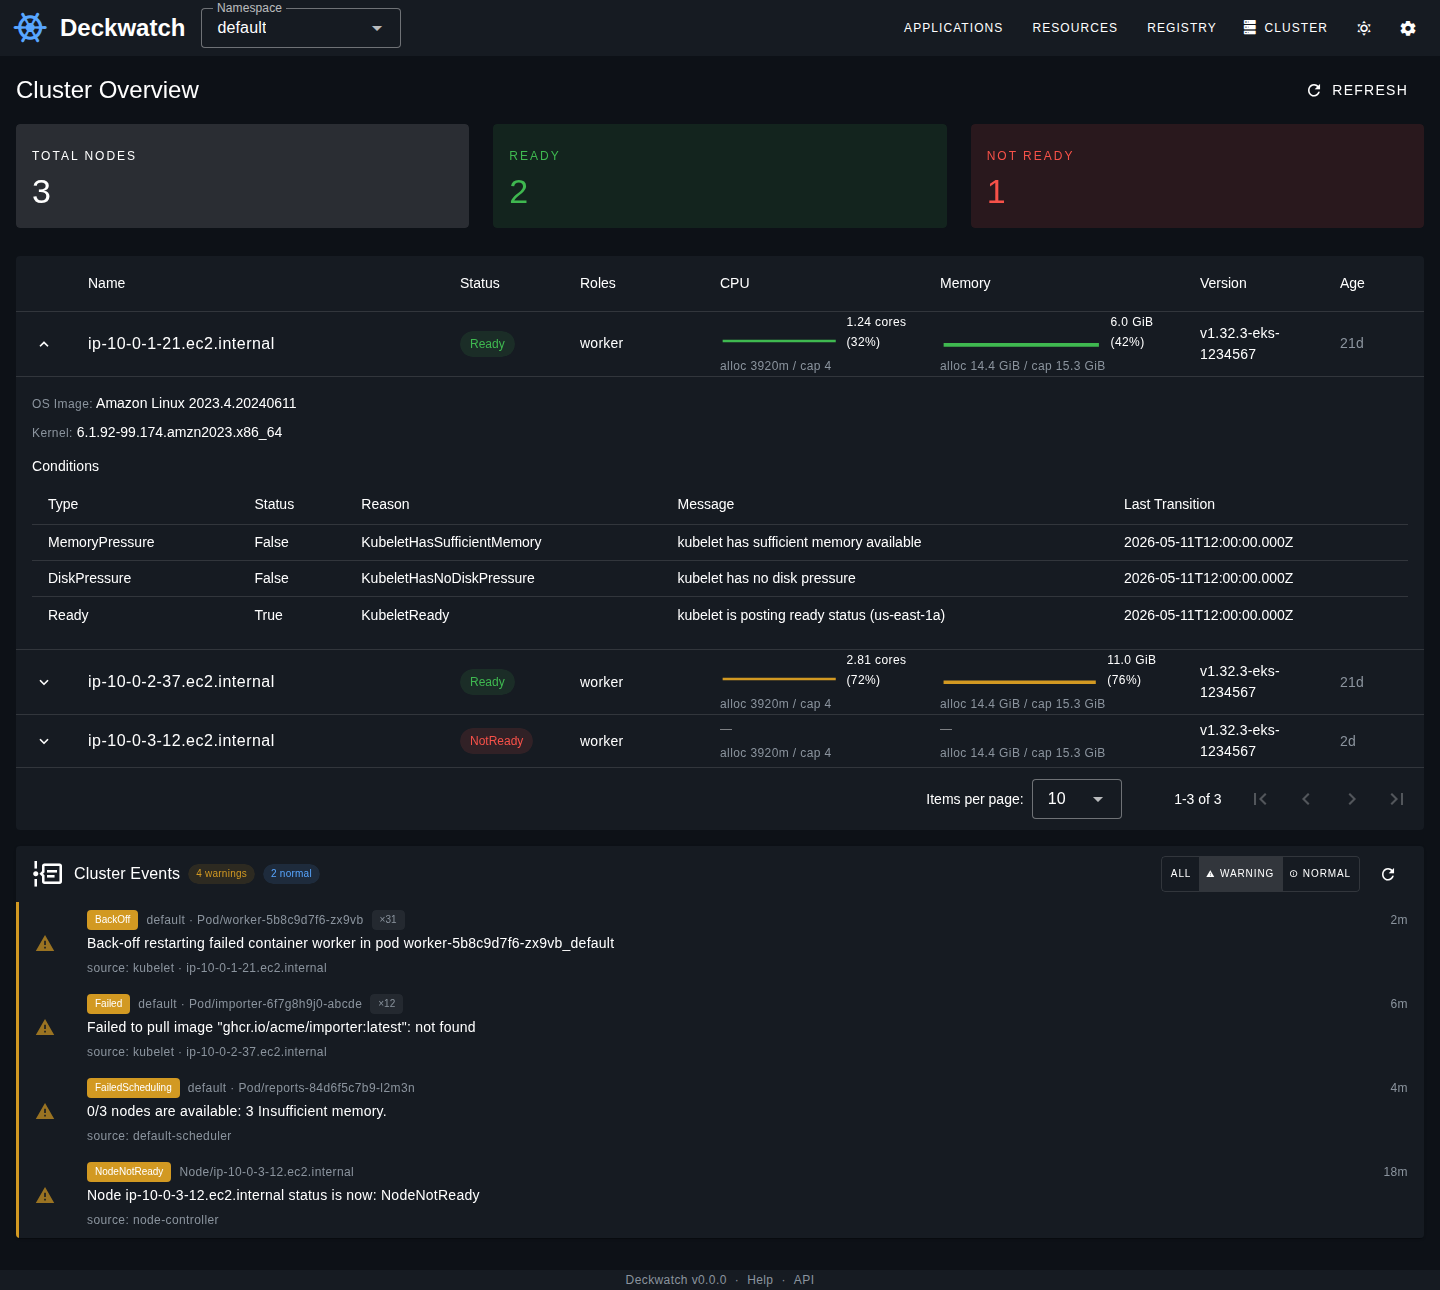 Deckwatch
Namespace
default
APPLICATIONS
RESOURCES
REGISTRY
CLUSTER
Cluster Overview
REFRESH
TOTAL NODES
3
READY
2
NOT READY
1
Name Status Roles CPU Memory Version Age
ip-10-0-1-21.ec2.internal
Ready
worker
1.24 cores
(32%)
alloc 3920m / cap 4
6.0 GiB
(42%)
alloc 14.4 GiB / cap 15.3 GiB
v1.32.3-eks-
1234567
21d
OS Image: Amazon Linux 2023.4.20240611
Kernel: 6.1.92-99.174.amzn2023.x86_64
Conditions
Type Status Reason Message Last Transition
MemoryPressure False KubeletHasSufficientMemory kubelet has sufficient memory available 2026-05-11T12:00:00.000Z
DiskPressure False KubeletHasNoDiskPressure kubelet has no disk pressure 2026-05-11T12:00:00.000Z
Ready True KubeletReady kubelet is posting ready status (us-east-1a) 2026-05-11T12:00:00.000Z
ip-10-0-2-37.ec2.internal
Ready
worker
2.81 cores
(72%)
alloc 3920m / cap 4
11.0 GiB
(76%)
alloc 14.4 GiB / cap 15.3 GiB
v1.32.3-eks-
1234567
21d
ip-10-0-3-12.ec2.internal
NotReady
worker
—
alloc 3920m / cap 4
—
alloc 14.4 GiB / cap 15.3 GiB
v1.32.3-eks-
1234567
2d
Items per page: 10 1-3 of 3
Cluster Events 4 warnings 2 normal
ALL WARNING NORMAL
BackOff default · Pod/worker-5b8c9d7f6-zx9vb ×31 2m
Back-off restarting failed container worker in pod worker-5b8c9d7f6-zx9vb_default
source: kubelet · ip-10-0-1-21.ec2.internal
Failed default · Pod/importer-6f7g8h9j0-abcde ×12 6m
Failed to pull image "ghcr.io/acme/importer:latest": not found
source: kubelet · ip-10-0-2-37.ec2.internal
FailedScheduling default · Pod/reports-84d6f5c7b9-l2m3n 4m
0/3 nodes are available: 3 Insufficient memory.
source: default-scheduler
NodeNotReady Node/ip-10-0-3-12.ec2.internal 18m
Node ip-10-0-3-12.ec2.internal status is now: NodeNotReady
source: node-controller
Deckwatch v0.0.0 · Help · API